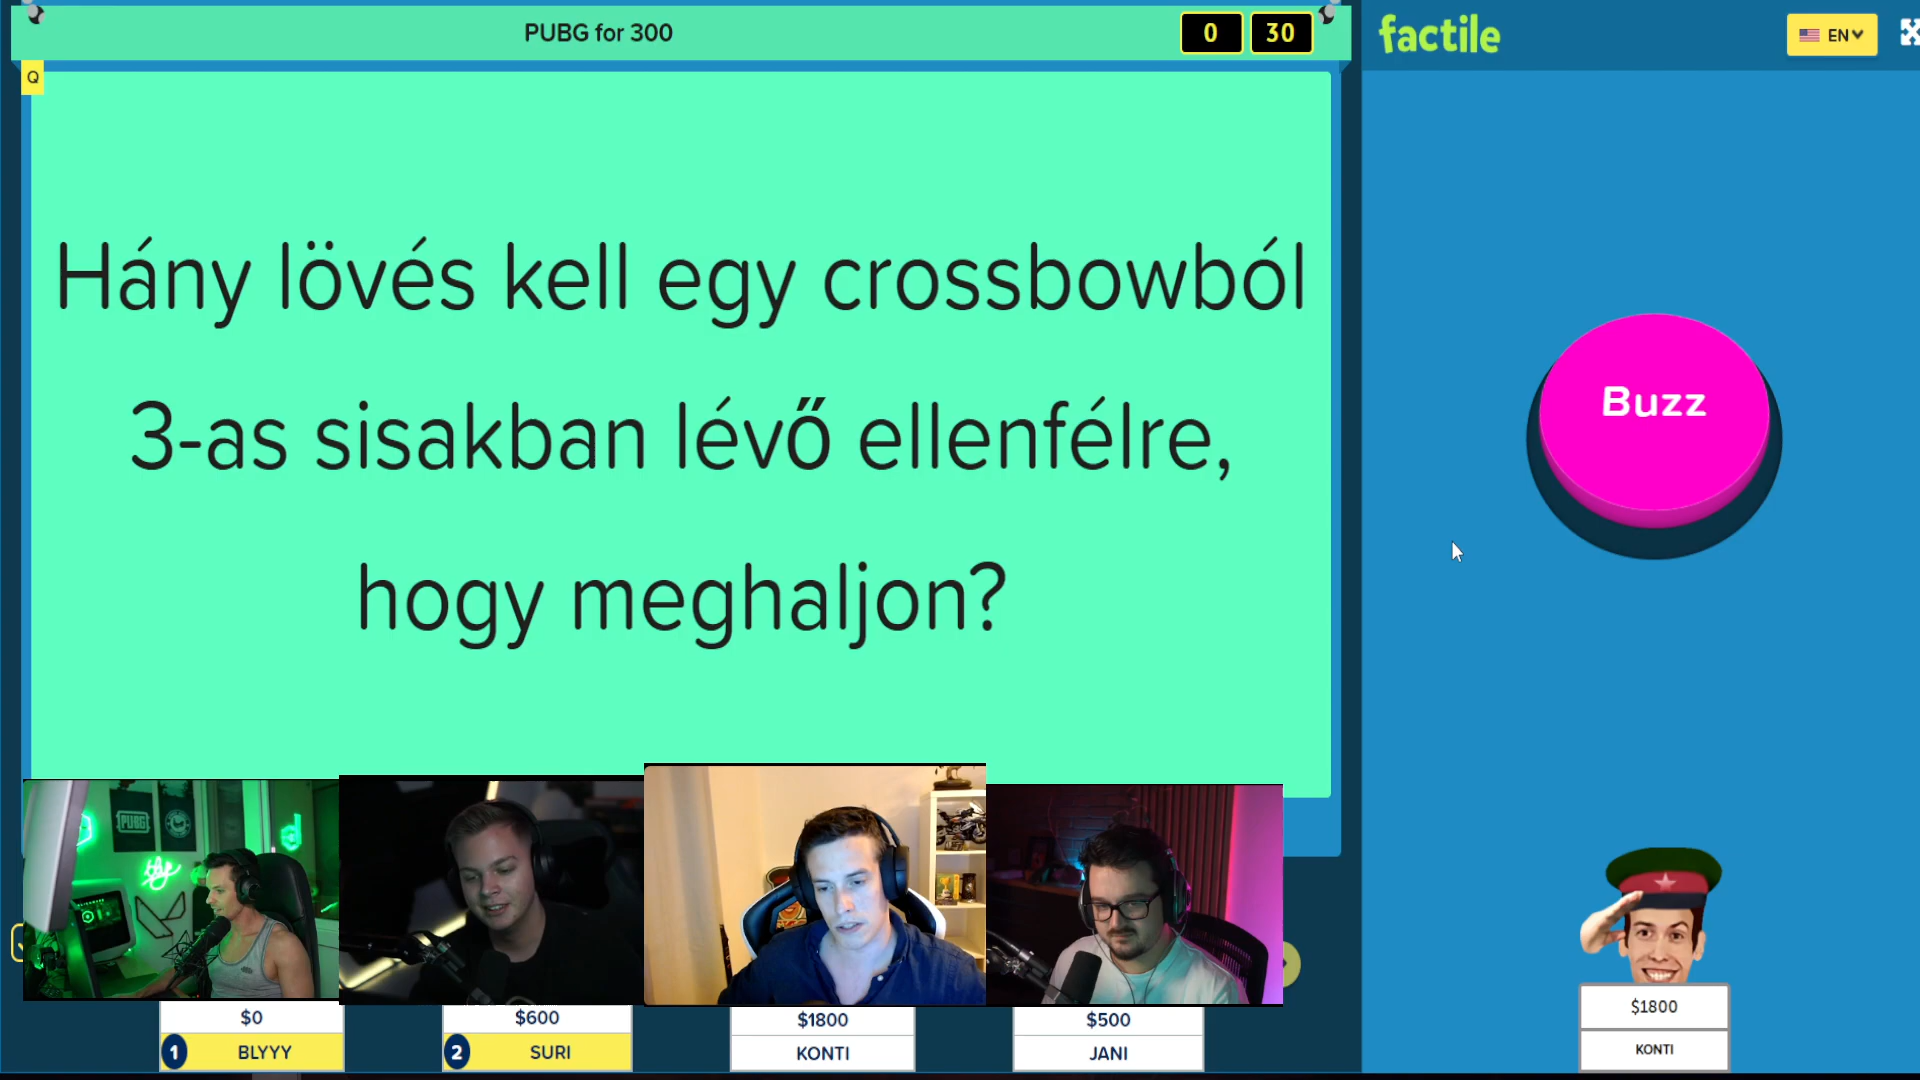 PUBG for 300
0 30
factile
EN
Q
Hány lövés kell egy crossbowból
3-as sisakban lévő ellenfélre,
hogy meghaljon?
Buzz
PUBG
$0
$600
$1800
$500
1 BLYYY
2 SURI
KONTI
JANI
$1800
KONTI